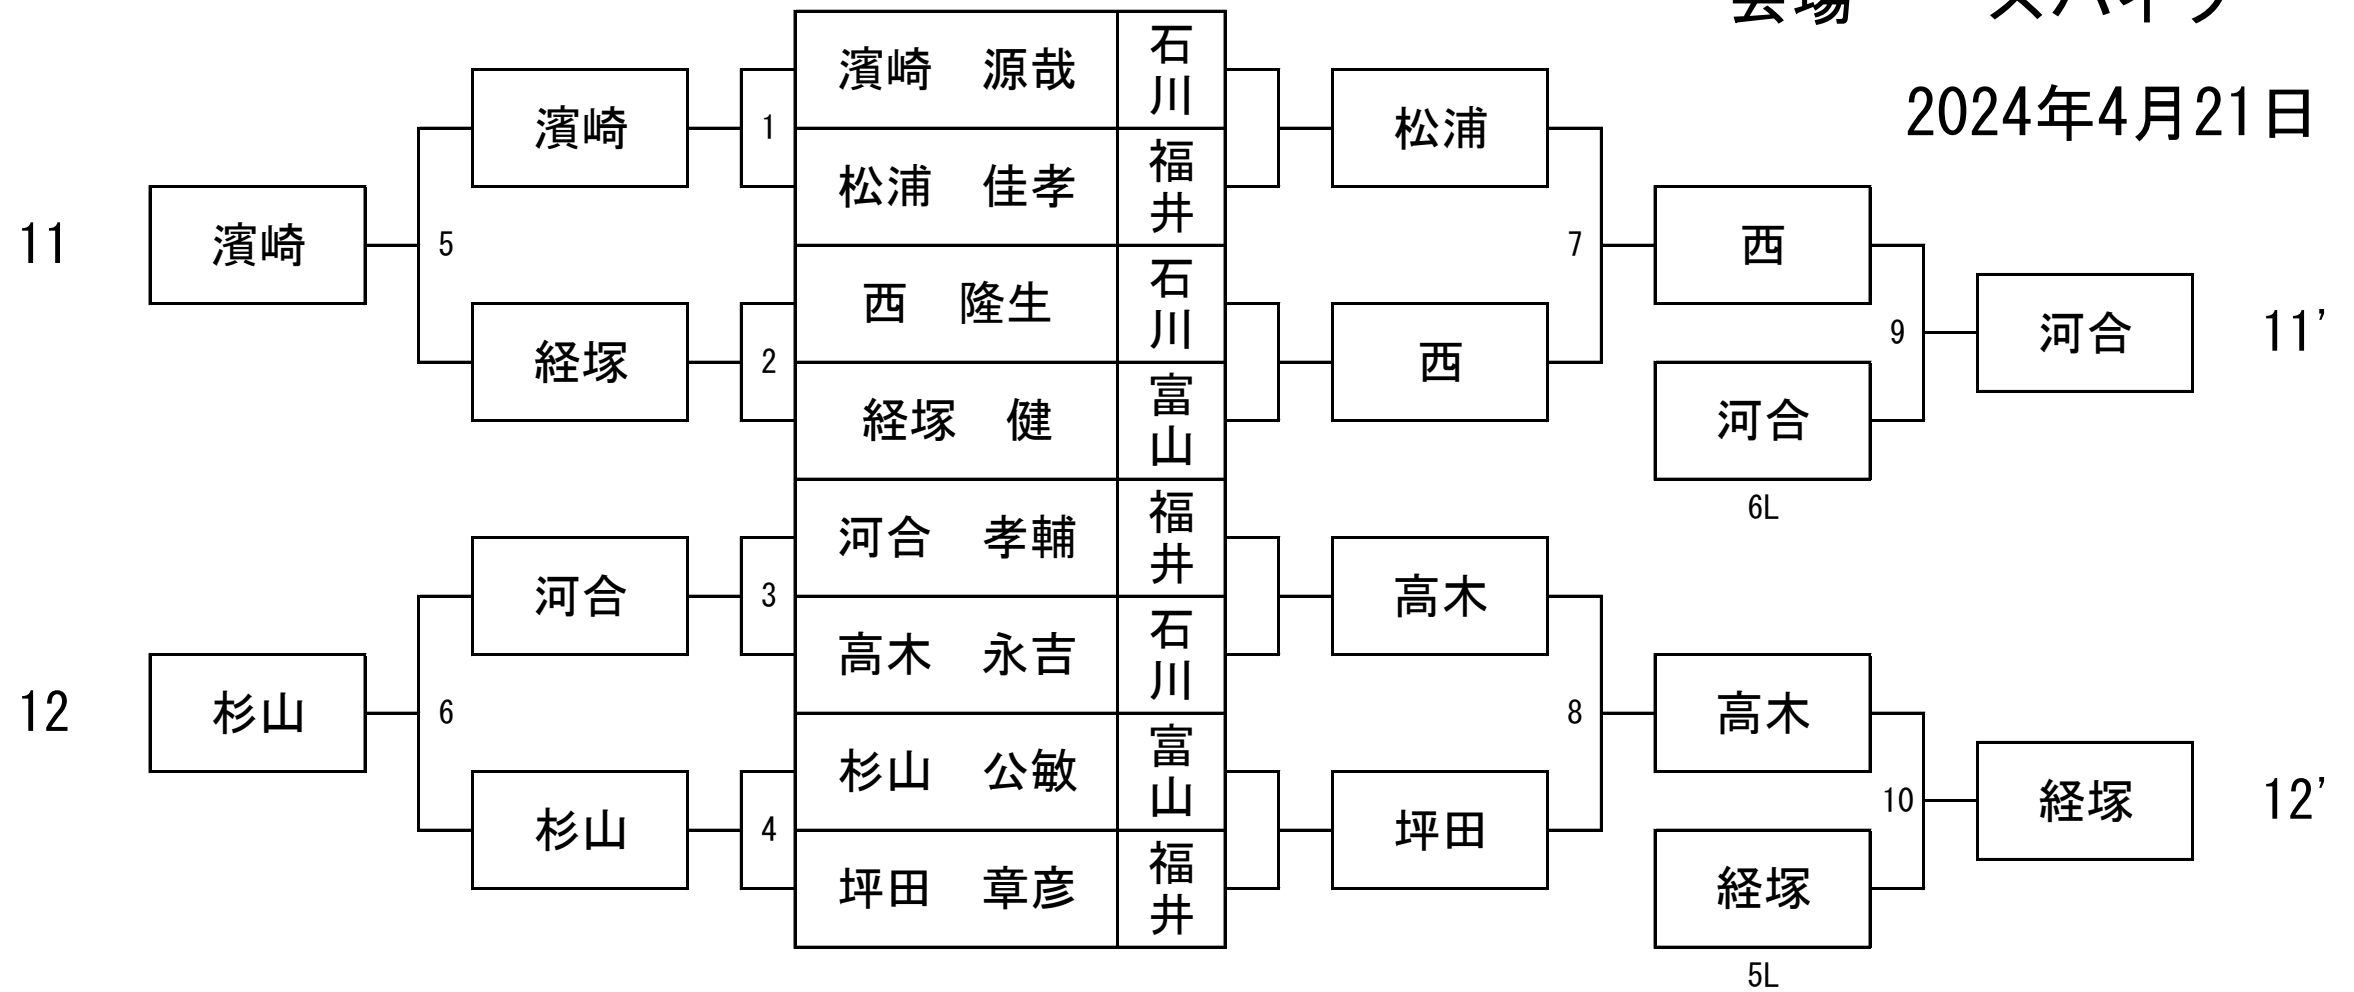 2024年4月21日
濱崎　源哉 石川
濱崎 1 松浦
松浦　佳孝 福井
11 濱崎 5 7 西
西　隆生 石川
経塚 2 西 9 河合 11'
経塚　健 富山 河合
6L
河合　孝輔 福井
河合 3 高木
高木　永吉 石川
12 杉山 6 8 高木
杉山　公敏 富山
杉山 4 坪田 10 経塚 12'
坪田　章彦 福井 経塚
5L